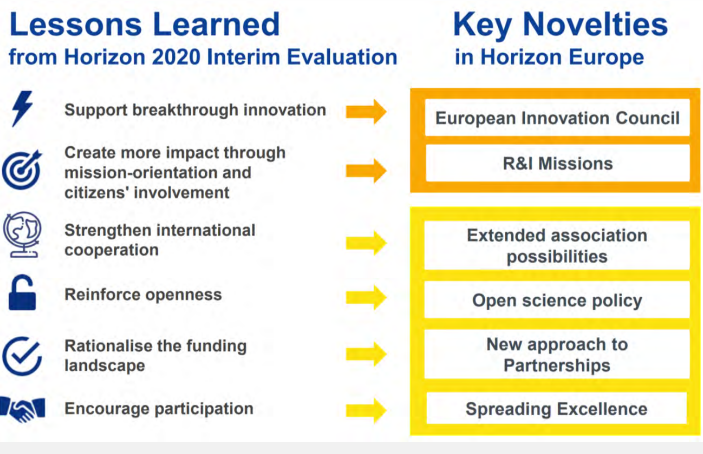 Lessons Learned
from Horizon 2020 Interim Evaluation
Key Novelties
in Horizon Europe
Support breakthrough innovation
European Innovation Council
Create more impact through
mission-orientation and
citizens' involvement
R&I Missions
Strengthen international
cooperation
Extended association
possibilities
Reinforce openness
Open science policy
Rationalise the funding
landscape
New approach to
Partnerships
Encourage participation
Spreading Excellence